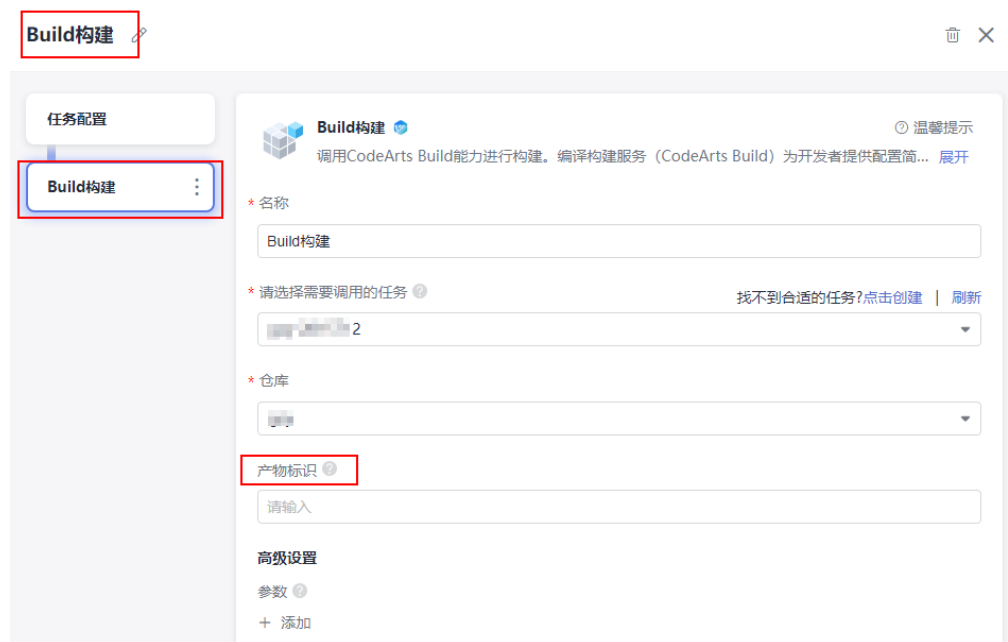 Build构建
任务配置
Build构建
Build构建
温馨提示
调用CodeArts Build能力进行构建。编译构建服务（CodeArts Build）为开发者提供配置简... 展开
* 名称
Build构建
* 请选择需要调用的任务
找不到合适的任务?点击创建 | 刷新
2
* 仓库
产物标识
请输入
高级设置
参数
+ 添加